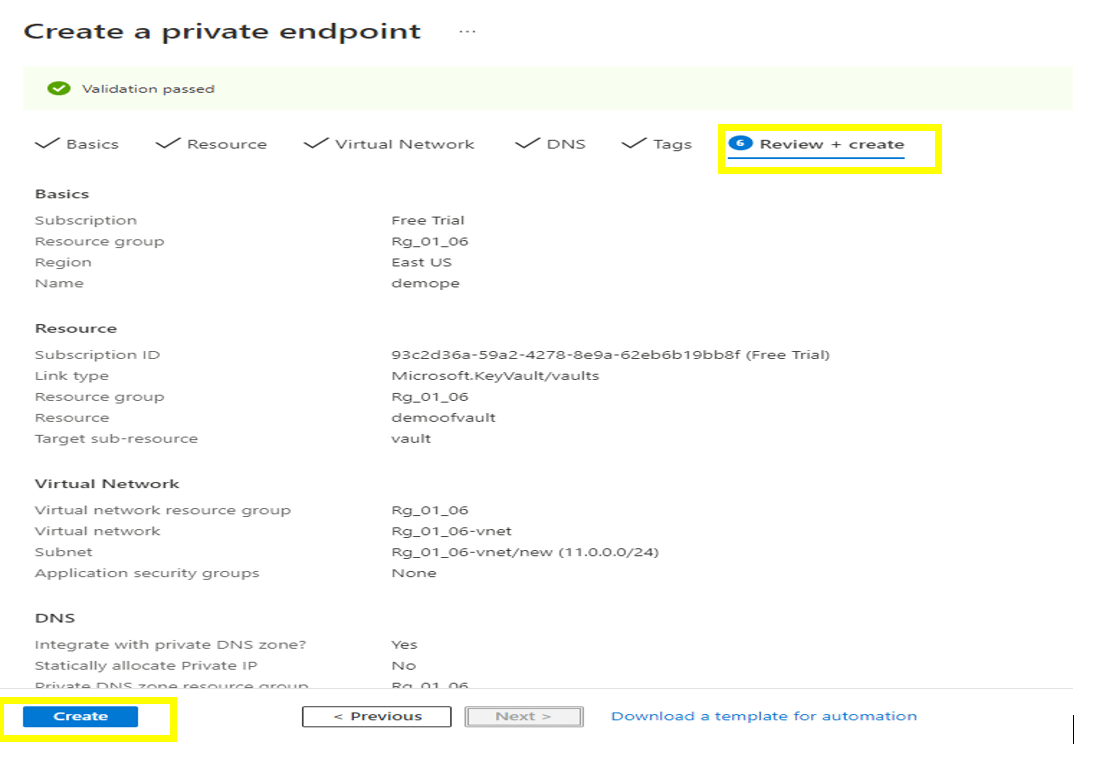 Create a private endpoint ...
Validation passed
Basics Resource Virtual Network DNS Tags 6 Review + create
Basics
Subscription Free Trial
Resource group Rg_01_06
Region East US
Name demope
Resource
Subscription ID 93c2d36a-59a2-4278-8e9a-62eb6b19bb8f (Free Trial)
Link type Microsoft.KeyVault/vaults
Resource group Rg_01_06
Resource demoofvault
Target sub-resource vault
Virtual Network
Virtual network resource group Rg_01_06
Virtual network Rg_01_06-vnet
Subnet Rg_01_06-vnet/new (11.0.0.0/24)
Application security groups None
DNS
Integrate with private DNS zone? Yes
Statically allocate Private IP No
Private DNS zone resource group Rg_01_06
Create < Previous Next > Download a template for automation